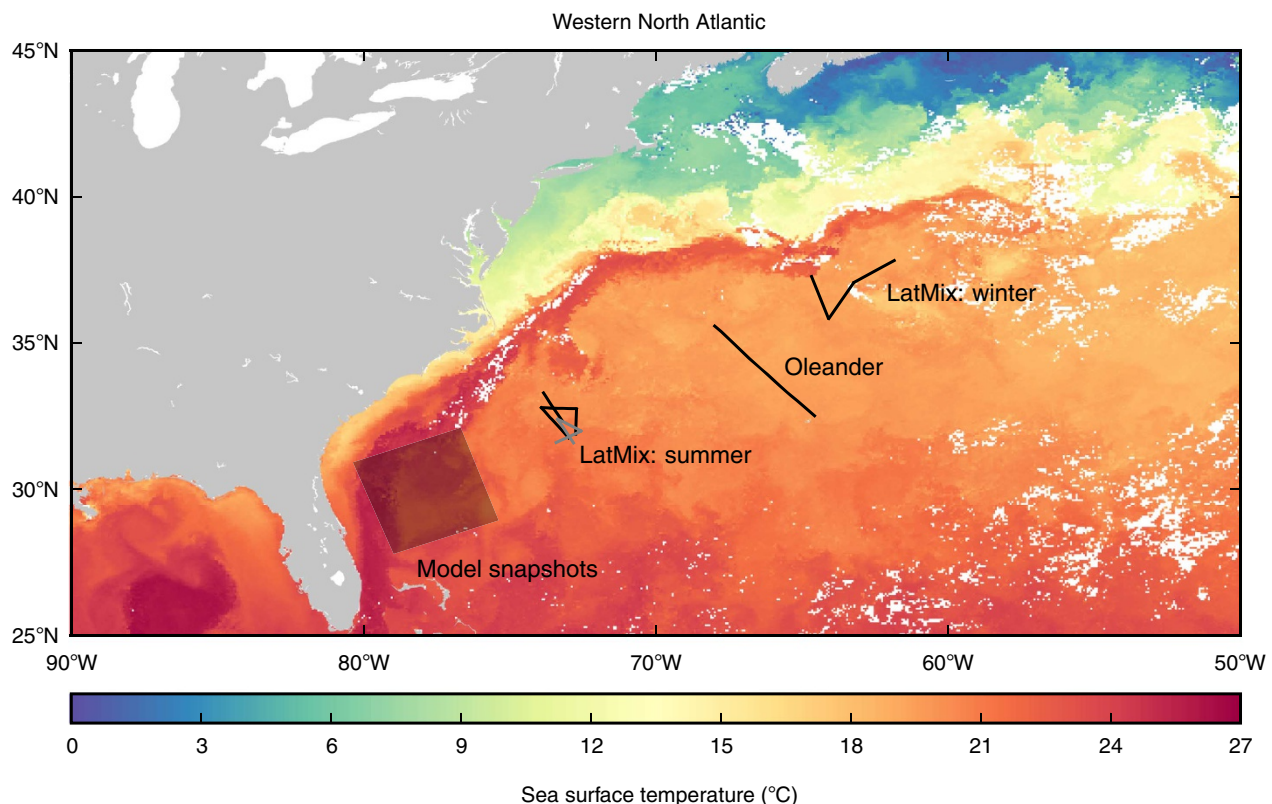 Western North Atlantic
45°N
40°N
LatMix: winter
35°N
Oleander
LatMix: summer
30°N
Model snapshots
25°N
90°W 80°W 70°W 60°W 50°W
0 3 6 9 12 15 18 21 24 27
Sea surface temperature (°C)